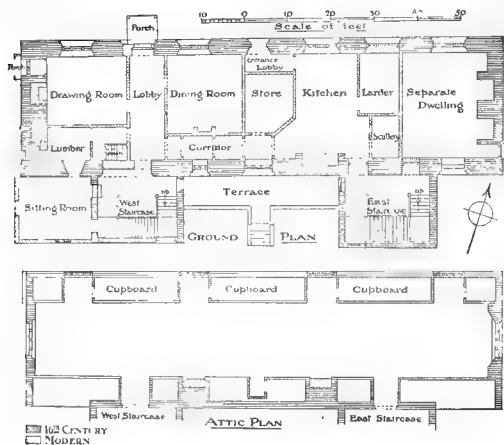 Porch
10 0 10 20 30 40 50
Scale of feet
Porch
Drawing Room
Lobby
Dining Room
Entrance
Lobby
Store
Kitchen
Larder
Separate
Dwelling
Scullery
Lumber
Corridor
Sitting Room
West
Staircase
up
Terrace
East
Staircase
up
GROUND PLAN
Cupboard
Cupboard
Cupboard
West Staircase
ATTIC PLAN
East Staircase
16TH CENTURY
MODERN